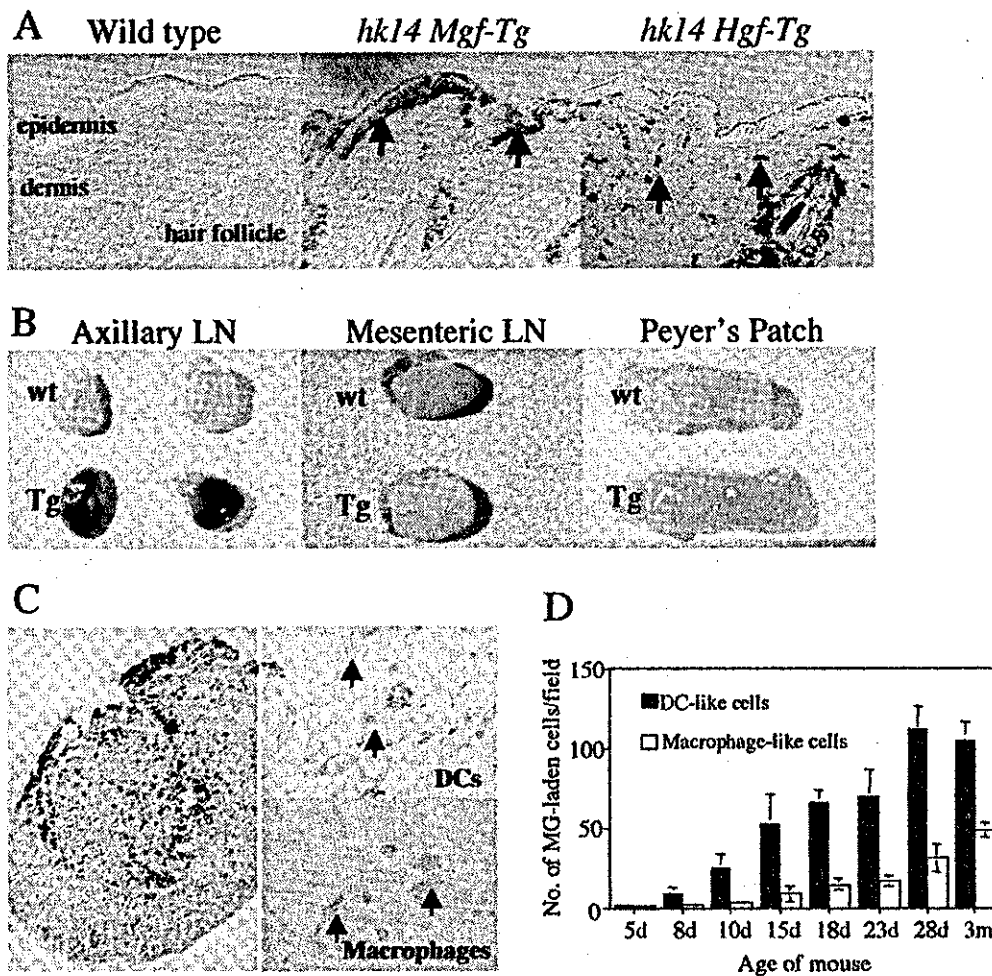 A
Wild type hk14 Mgf-Tg hk14 Hgf-Tg
epidermis
dermis
hair follicle
B
Axillary LN Mesenteric LN Peyer's Patch
wt wt wt
Tg Tg Tg
C
DCs
Macrophages
D
No. of MG-laden cells/field
150
100
50
0
DC-like cells
Macrophage-like cells
5d 8d 10d 15d 18d 23d 28d 3m
Age of mouse